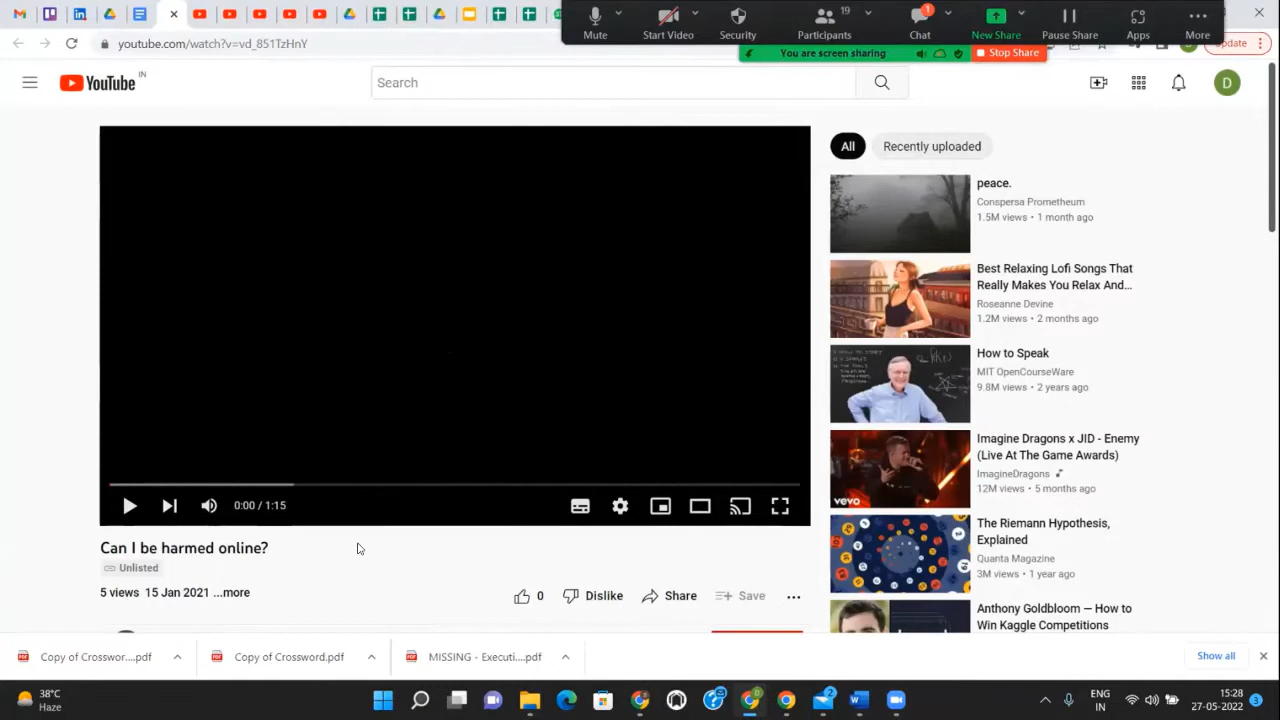 19
1
Mute
Start Video
Security
Participants
Chat
New Share
Pause Share
Apps
More
You are screen sharing
Stop Share
youtube.com/watch?v=vd_851TzHnY
Update
YouTube
IN
Search
D
All
Recently uploaded
peace.
Conspersa Prometheum
1.5M views • 1 month ago
Best Relaxing Lofi Songs That
Really Makes You Relax And...
Roseanne Devine
1.2M views • 2 months ago
How to Speak
MIT OpenCourseWare
9.8M views • 2 years ago
Imagine Dragons x JID - Enemy
(Live At The Game Awards)
ImagineDragons
12M views • 5 months ago
vevo
The Riemann Hypothesis,
Explained
Quanta Magazine
3M views • 1 year ago
Anthony Goldbloom — How to
Win Kaggle Competitions
0:00 / 1:15
Can I be harmed online?
Unlisted
5 views 15 Jan 2021 ...more
0
Dislike
Share
Save
Copy of Crosswor....pdf
Copy of Crossword.pdf
MISSING - Executi....pdf
Show all
38°C
Haze
2
ENG
IN
15:28
27-05-2022
3